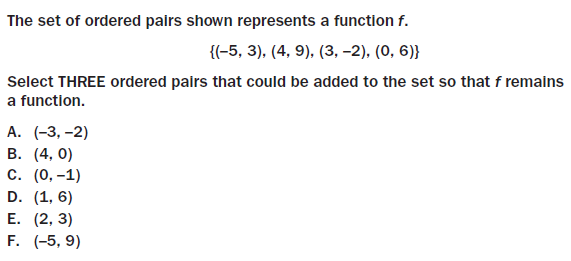 The set of ordered pairs shown represents a function f.
{(–5, 3), (4, 9), (3, –2), (0, 6)}
Select THREE ordered pairs that could be added to the set so that f remains
a function.
A. (–3, –2)
B. (4, 0)
C. (0, –1)
D. (1, 6)
E. (2, 3)
F. (–5, 9)